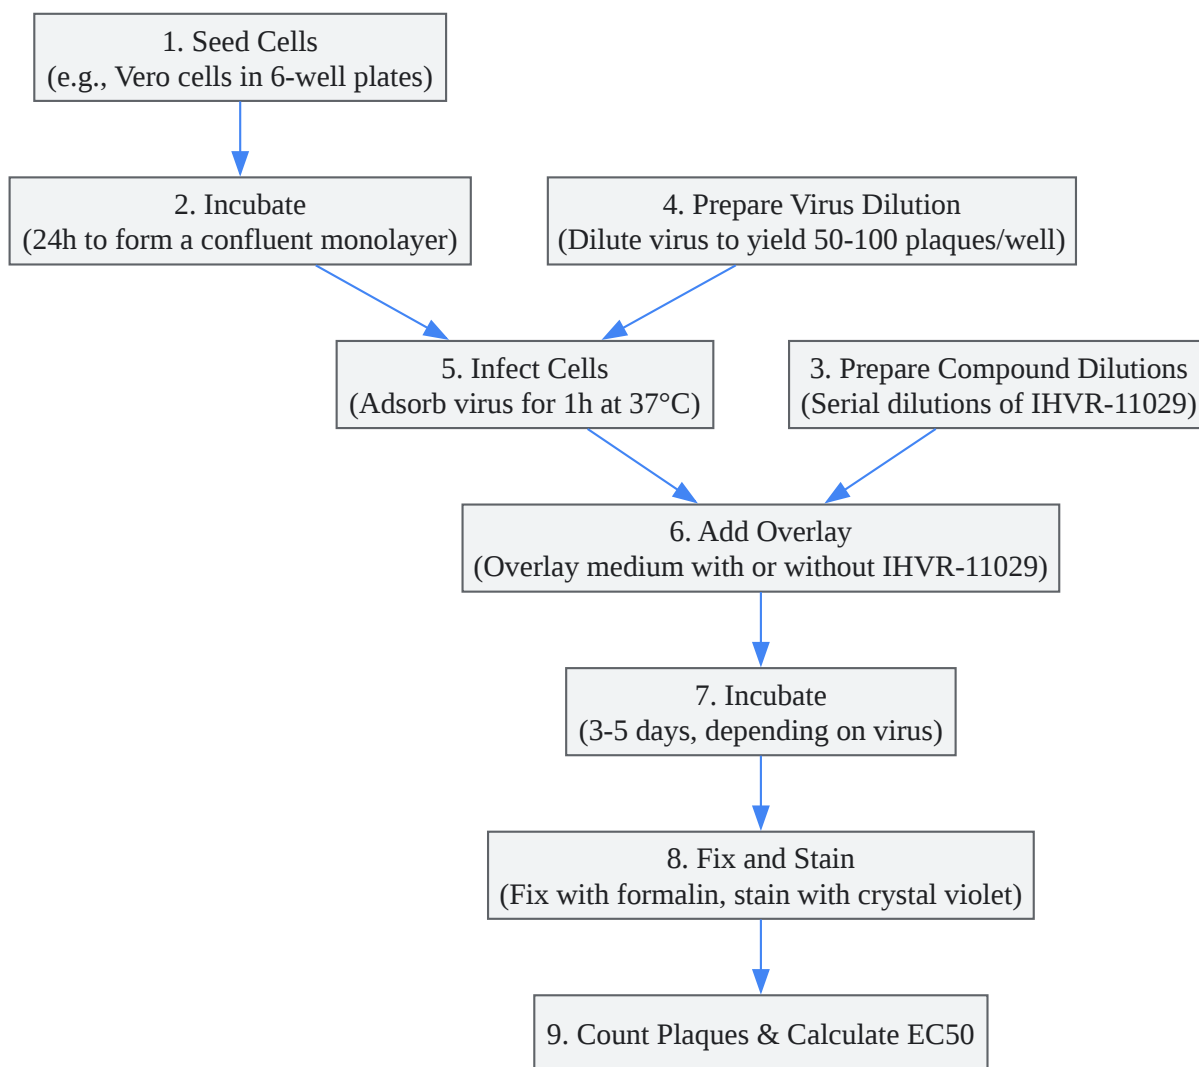 1. Seed Cells
(e.g., Vero cells in 6-well plates)
2. Incubate
(24h to form a confluent monolayer)
4. Prepare Virus Dilution
(Dilute virus to yield 50-100 plaques/well)
5. Infect Cells
(Adsorb virus for 1h at 37°C)
3. Prepare Compound Dilutions
(Serial dilutions of IHVR-11029)
6. Add Overlay
(Overlay medium with or without IHVR-11029)
7. Incubate
(3-5 days, depending on virus)
8. Fix and Stain
(Fix with formalin, stain with crystal violet)
9. Count Plaques & Calculate EC50